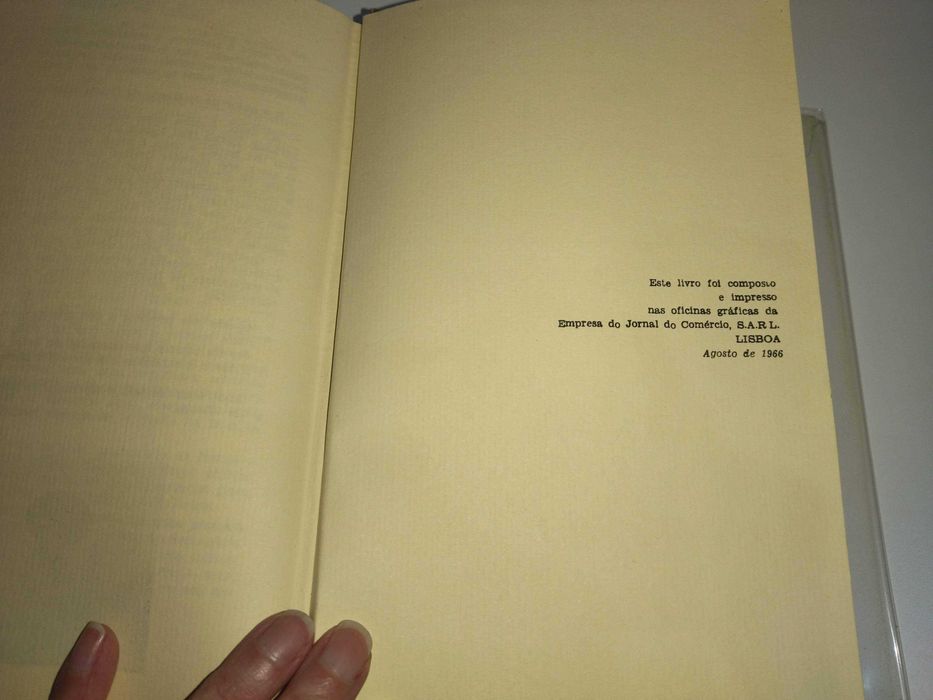 Este livro foi composto
e impresso
nas oficinas gráficas da
Empresa do Jornal do Comércio, S.A.R L.
LISBOA
Agosto de 1966